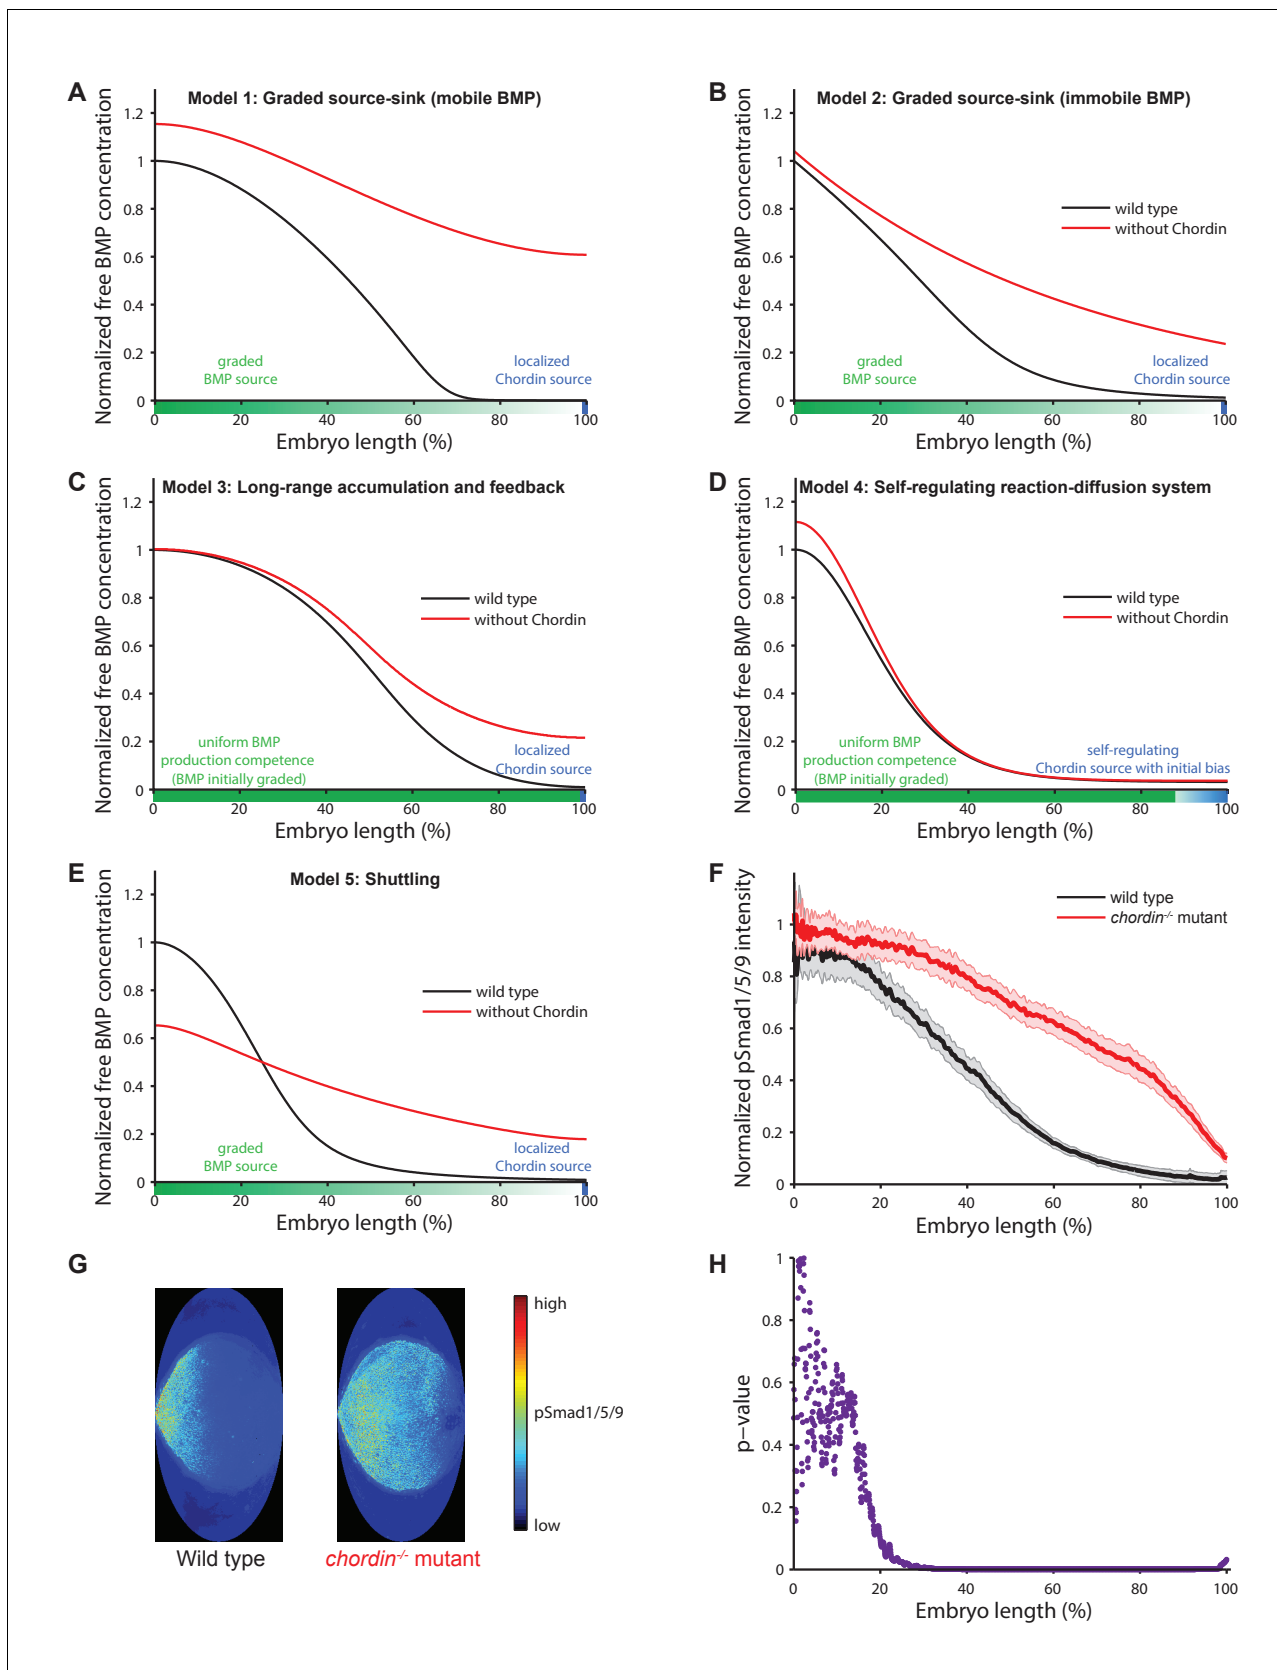 A
Model 1: Graded source-sink (mobile BMP)
Normalized free BMP concentration
1.2
1
0.8
0.6
0.4
0.2
0
graded
BMP source
localized
Chordin source
0 20 40 60 80 100
Embryo length (%)
B
Model 2: Graded source-sink (immobile BMP)
Normalized free BMP concentration
1.2
1
0.8
0.6
0.4
0.2
0
wild type
without Chordin
graded
BMP source
localized
Chordin source
0 20 40 60 80 100
Embryo length (%)
C
Model 3: Long-range accumulation and feedback
Normalized free BMP concentration
1.2
1
0.8
0.6
0.4
0.2
0
wild type
without Chordin
uniform BMP
production competence
(BMP initially graded)
localized
Chordin source
0 20 40 60 80 100
Embryo length (%)
D
Model 4: Self-regulating reaction-diffusion system
Normalized free BMP concentration
1.2
1
0.8
0.6
0.4
0.2
0
wild type
without Chordin
uniform BMP
production competence
(BMP initially graded)
self-regulating
Chordin source with initial bias
0 20 40 60 80 100
Embryo length (%)
E
Model 5: Shuttling
Normalized free BMP concentration
1.2
1
0.8
0.6
0.4
0.2
0
wild type
without Chordin
graded
BMP source
localized
Chordin source
0 20 40 60 80 100
Embryo length (%)
F
Normalized pSmad1/5/9 intensity
1
0.8
0.6
0.4
0.2
0
wild type
chordin-/- mutant
0 20 40 60 80 100
Embryo length (%)
G
high
pSmad1/5/9
low
Wild type
chordin-/- mutant
H
p−value
1
0.8
0.6
0.4
0.2
0
0 20 40 60 80 100
Embryo length (%)